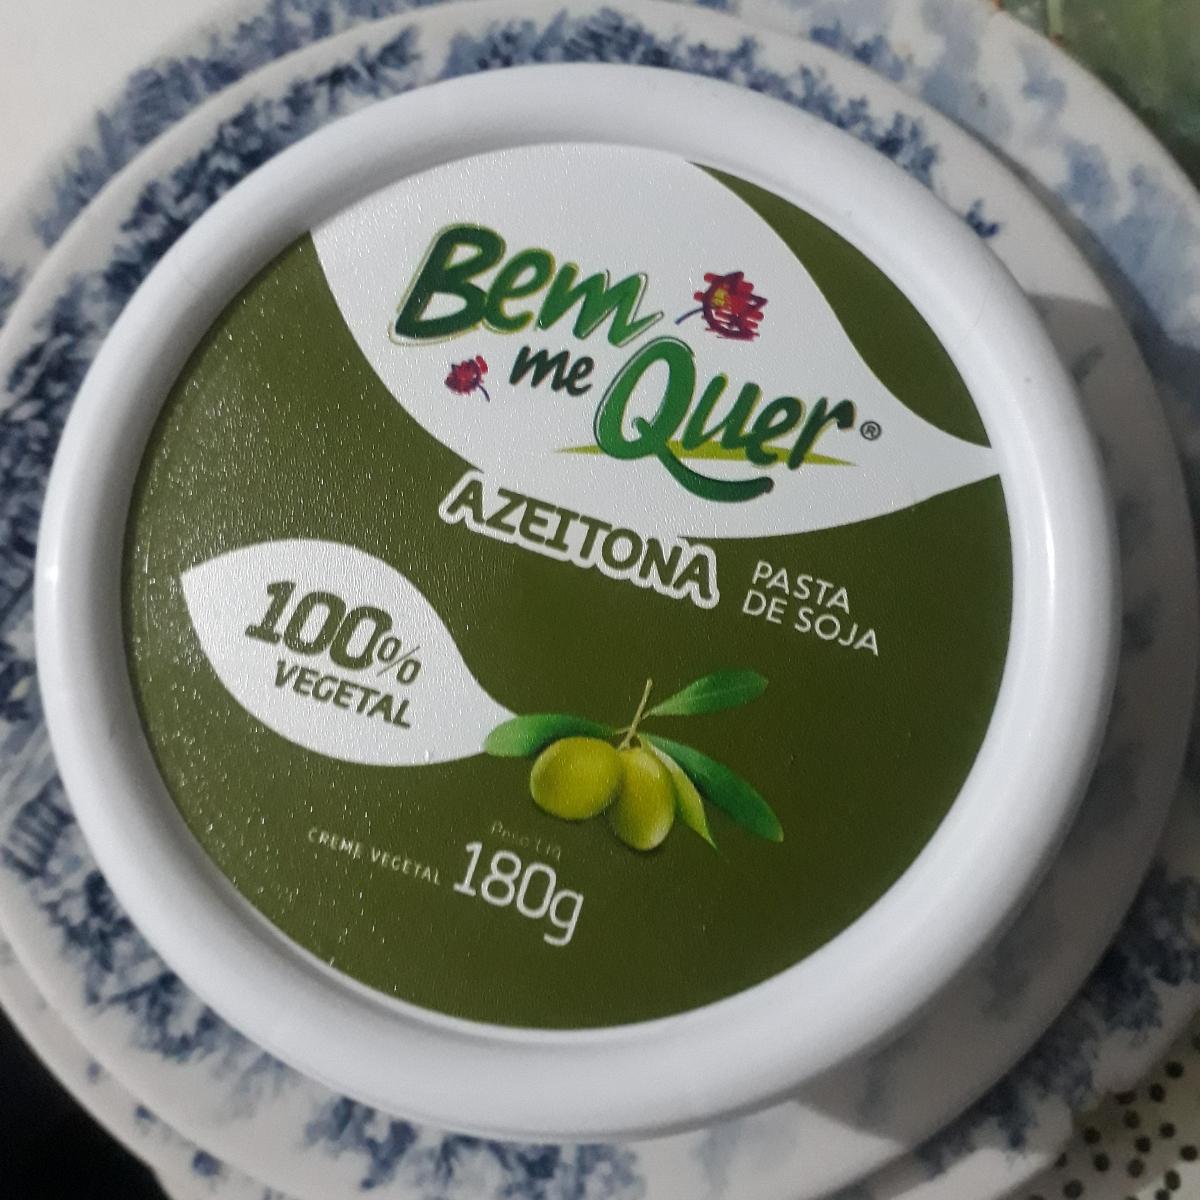 Bem
me Quer®
AZEITONA
PASTA
DE SOJA
100%
VEGETAL
CREME VEGETAL
180g